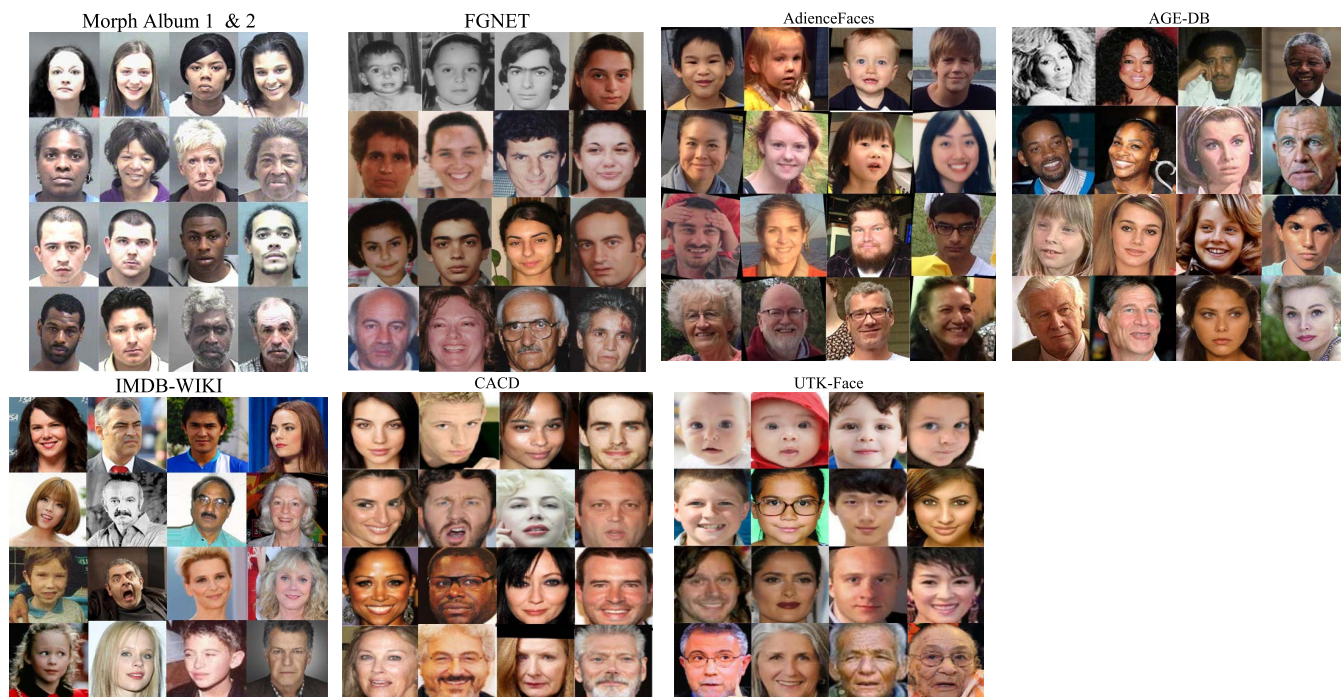 Morph Album 1 & 2
FGNET
AdienceFaces
AGE-DB
IMDB-WIKI
CACD
UTK-Face